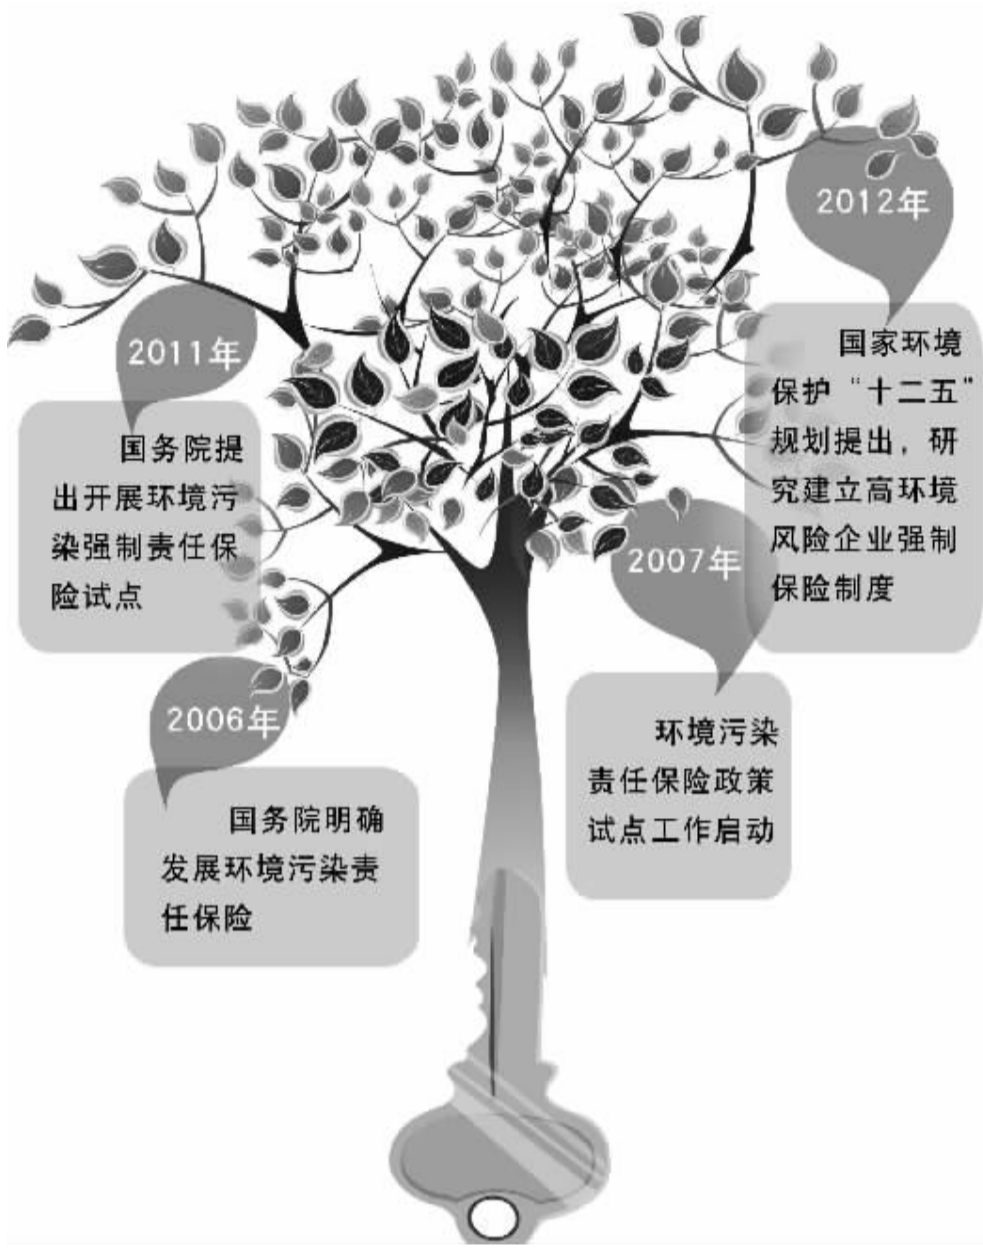 2012年
国家环境
保护“十二五”
规划提出，研
究建立高环境
风险企业强制
保险制度
2011年
国务院提
出开展环境污
染强制责任保
险试点
2007年
环境污染
责任保险政策
试点工作启动
2006年
国务院明确
发展环境污染责
任保险